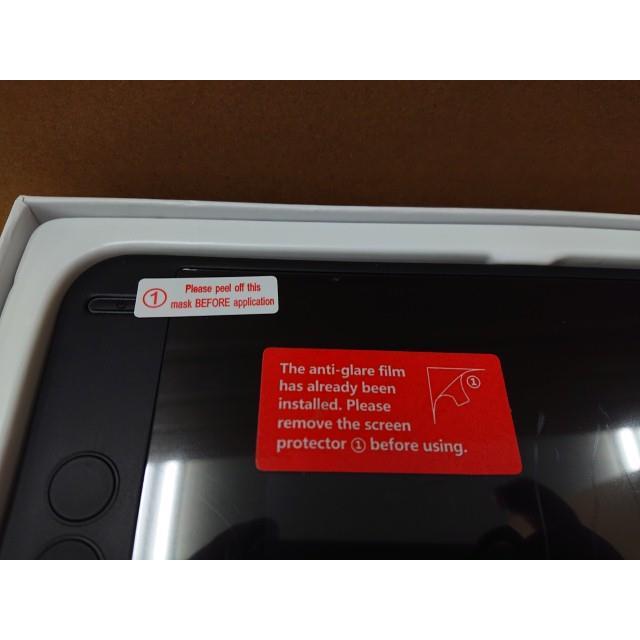 ① Please peel off this
mask BEFORE application
The anti-glare film
has already been
installed. Please
remove the screen
protector ① before using.
①